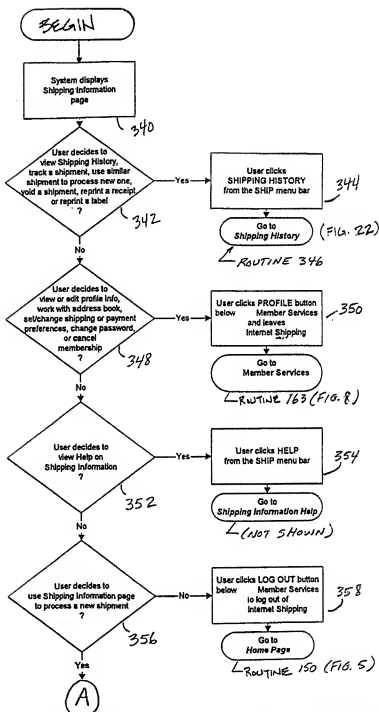 BEGIN
System displays
Shipping Information
page
340
User decides to
view Shipping History,
track a shipment, use similar
shipment to process new one,
void a shipment, reprint a receipt,
or reprint a label
?
342
Yes
User clicks
SHIPPING HISTORY
from the SHIP menu bar
344
Go to
Shipping History
(FIG. 22)
ROUTINE 346
No
User decides to
view or edit profile info,
work with address book,
set/change shipping or payment
preferences, change password,
or cancel
membership
?
348
Yes
User clicks PROFILE button
below Member Services
and leaves
Internet Shipping
350
Go to
Member Services
ROUTINE 163 (FIG. 8)
No
User decides to
view Help on
Shipping Information
?
352
Yes
User clicks HELP
from the SHIP menu bar
354
Go to
Shipping Information Help
(NOT SHOWN)
No
User decides to
use Shipping Information page
to process a new shipment
?
356
No
User clicks LOG OUT button
below Member Services
to log out of
Internet Shipping
358
Go to
Home Page
ROUTINE 150 (FIG. 5)
Yes
A